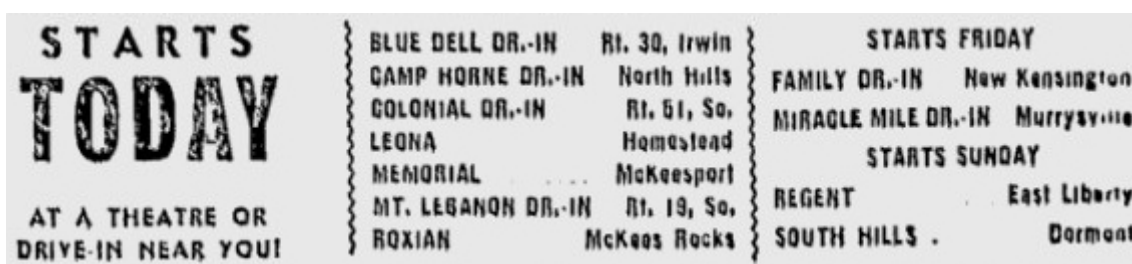 STARTS
TODAY
AT A THEATRE OR
DRIVE-IN NEAR YOU!
BLUE DELL DR.-IN Rt. 30, Irwin
CAMP HORNE DR.-IN North Hills
COLONIAL DR.-IN Rt. 51, So.
LEONA Homestead
MEMORIAL .... McKeesport
MT. LEBANON DR.-IN Rt. 19, So.
ROXIAN McKees Rocks
STARTS FRIDAY
FAMILY DR.-IN New Kensington
MIRACLE MILE DR.-IN Murrysville
STARTS SUNDAY
REGENT . . East Liberty
SOUTH HILLS . Dormont